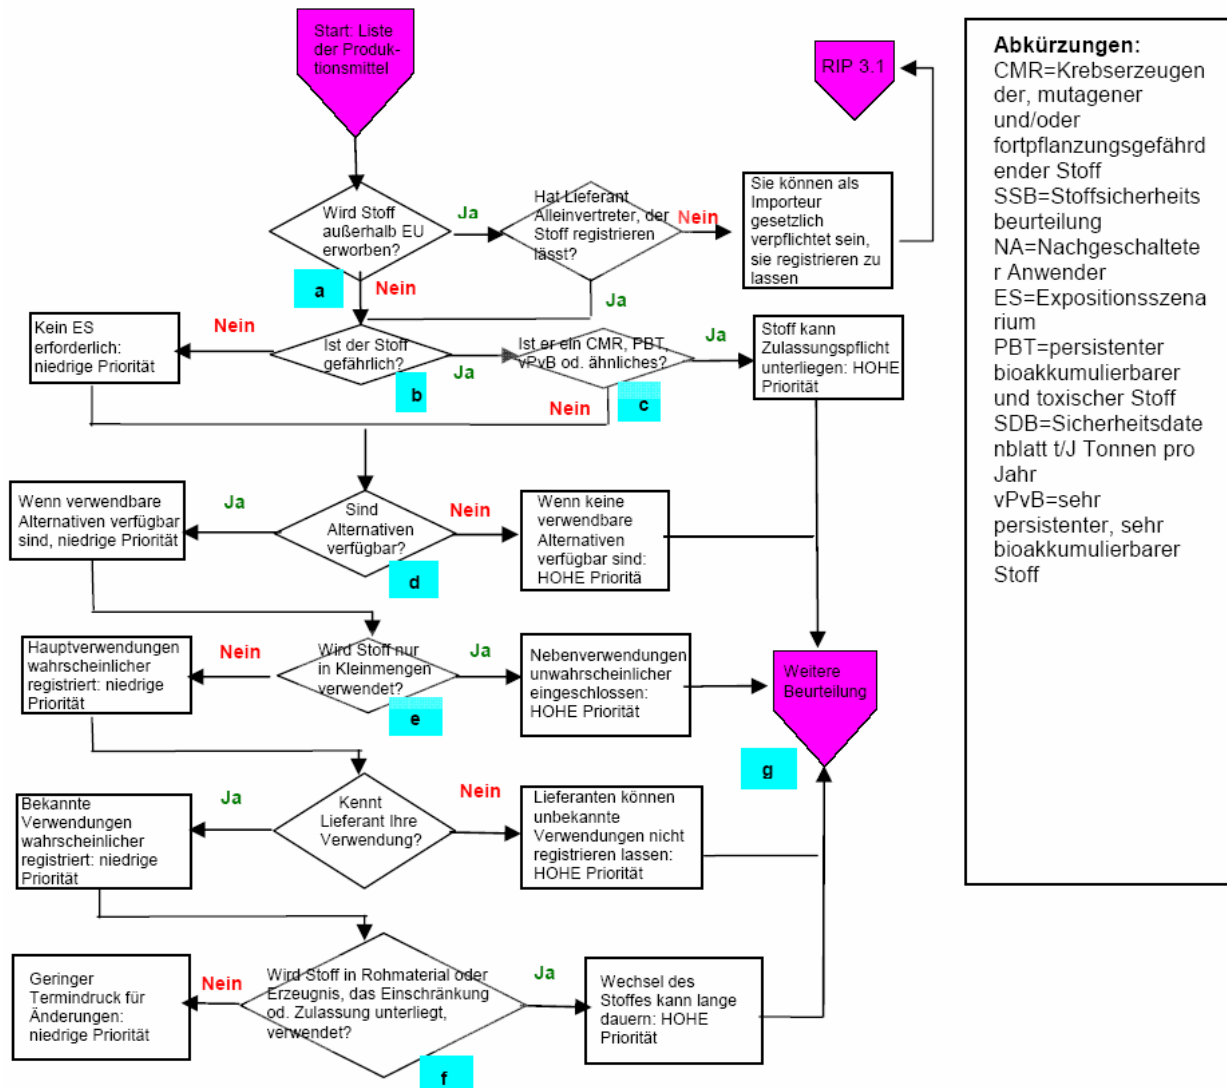 Start: Liste
der Produk-
tionsmittel
RIP 3.1
Wird Stoff
außerhalb EU
erworben?
Ja
Hat Lieferant
Alleinvertreter, der
Stoff registrieren
lässt?
Nein
Sie können als
Importeur
gesetzlich
verpflichtet sein,
sie registrieren zu
lassen
a
Nein
Ja
Kein ES
erforderlich:
niedrige Priorität
Nein
Ist der Stoff
gefährlich?
Ja
b
Ist er ein CMR, PBT,
vPvB od. ähnliches?
Ja
Nein
c
Stoff kann
Zulassungspflicht
unterliegen: HOHE
Priorität
Wenn verwendbare
Alternativen verfügbar
sind, niedrige Priorität
Ja
Sind
Alternativen
verfügbar?
Nein
d
Wenn keine
verwendbare
Alternativen
verfügbar sind:
HOHE Prioritä
Hauptverwendungen
wahrscheinlicher
registriert: niedrige
Priorität
Nein
Wird Stoff nur
in Kleinmengen
verwendet?
Ja
e
Nebenverwendungen
unwahrscheinlicher
eingeschlossen:
HOHE Priorität
Weitere
Beurteilung
g
Bekannte
Verwendungen
wahrscheinlicher
registriert: niedrige
Priorität
Ja
Kennt
Lieferant Ihre
Verwendung?
Nein
Lieferanten können
unbekannte
Verwendungen nicht
registrieren lassen:
HOHE Priorität
Geringer
Termindruck für
Änderungen:
niedrige Priorität
Nein
Wird Stoff in Rohmaterial oder
Erzeugnis, das Einschränkung
od. Zulassung unterliegt,
verwendet?
Ja
f
Wechsel des
Stoffes kann lange
dauern: HOHE
Priorität
Abkürzungen:
CMR=Krebserzeugen
der, mutagener
und/oder
fortpflanzungsgefährd
ender Stoff
SSB=Stoffsicherheits
beurteilung
NA=Nachgeschaltete
r Anwender
ES=Expositionsszena
rium
PBT=persistenter
bioakkumulierbarer
und toxischer Stoff
SDB=Sicherheitsdate
nblatt t/J Tonnen pro
Jahr
vPvB=sehr
persistenter, sehr
bioakkumulierbarer
Stoff